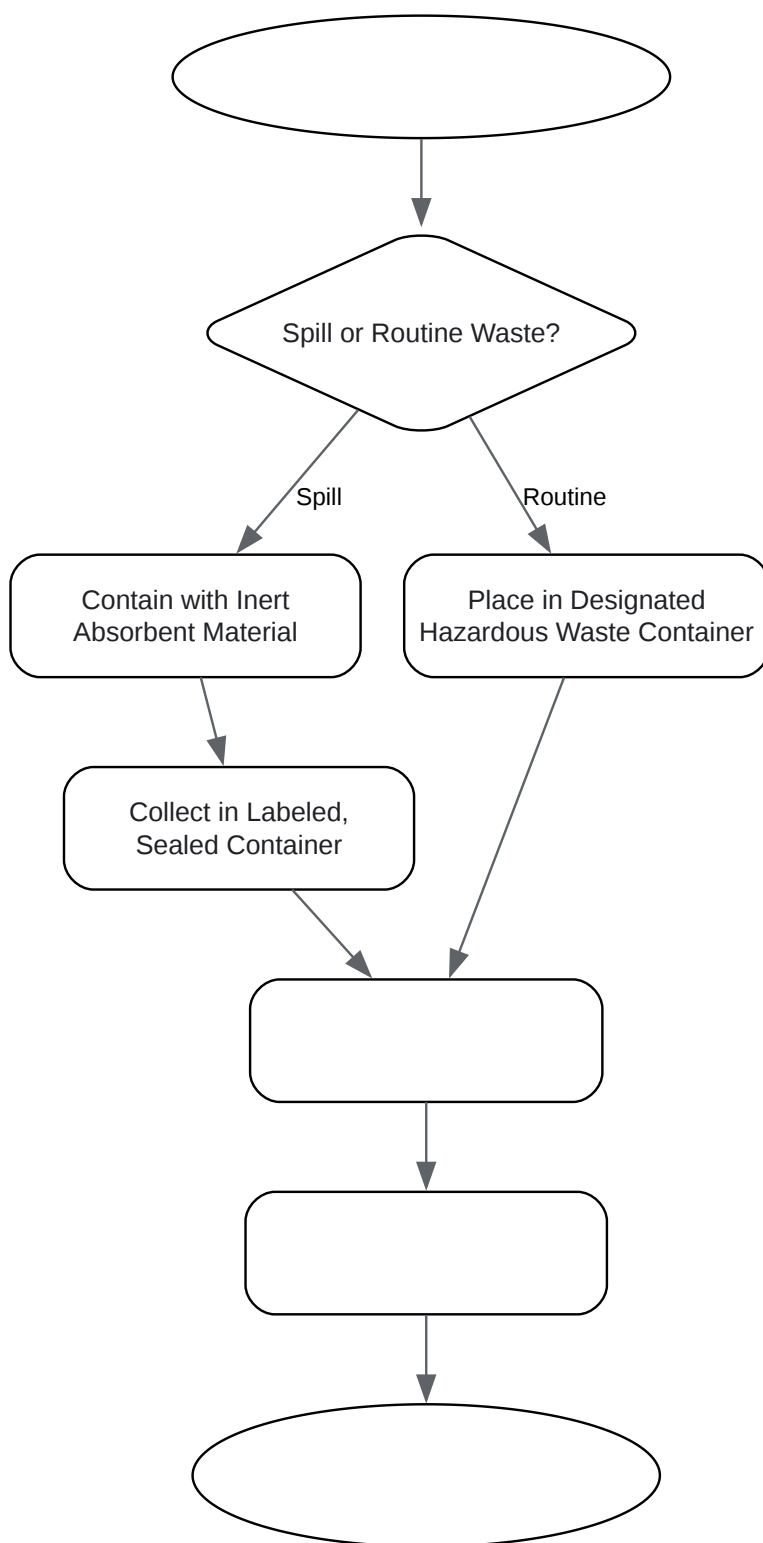 Spill or Routine Waste?
Spill
Routine
Contain with Inert
Absorbent Material
Place in Designated
Hazardous Waste Container
Collect in Labeled,
Sealed Container